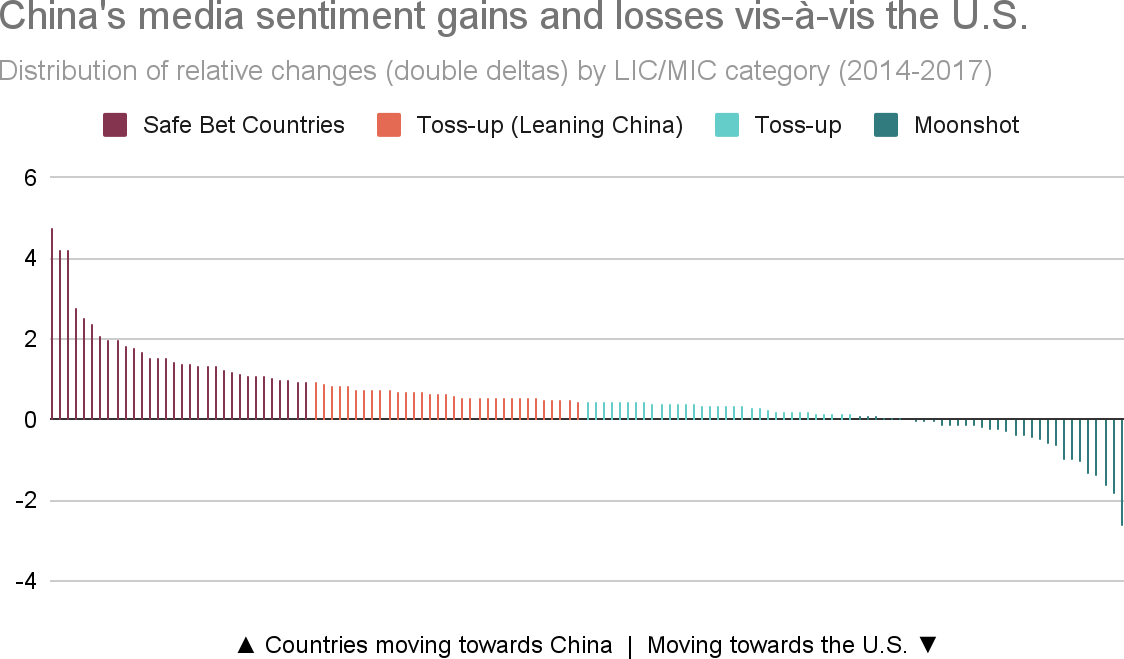 China's media sentiment gains and losses vis-à-vis the U.S.
Distribution of relative changes (double deltas) by LIC/MIC category (2014-2017)
Safe Bet Countries Toss-up (Leaning China) Toss-up Moonshot
6
4
2
0
-2
-4
▲ Countries moving towards China | Moving towards the U.S. ▼